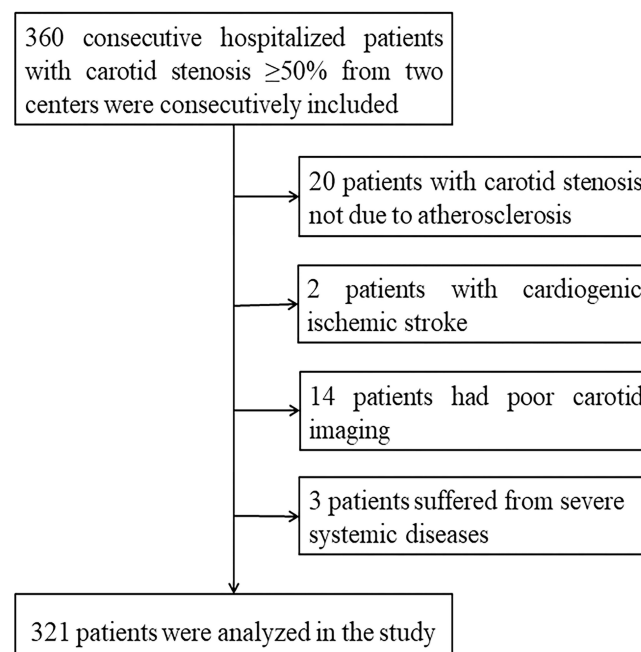 360 consecutive hospitalized patients
with carotid stenosis ≥50% from two
centers were consecutively included
20 patients with carotid stenosis
not due to atherosclerosis
2 patients with cardiogenic
ischemic stroke
14 patients had poor carotid
imaging
3 patients suffered from severe
systemic diseases
321 patients were analyzed in the study